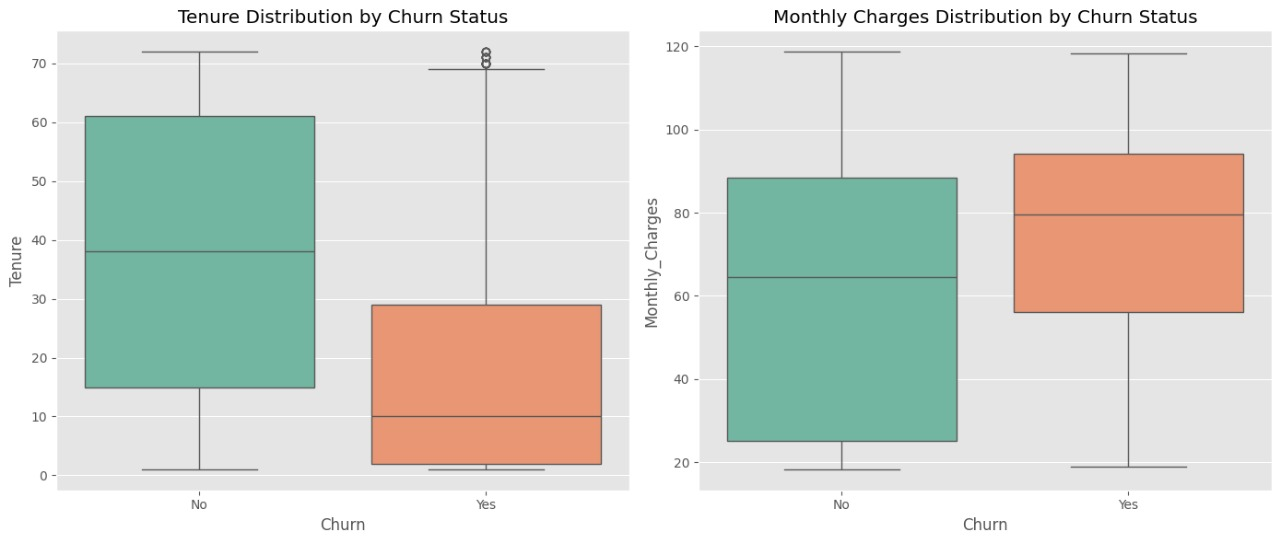 Tenure Distribution by Churn Status
Tenure
70
60
50
40
30
20
10
0
No
Yes
Churn
Monthly Charges Distribution by Churn Status
Monthly_Charges
120
100
80
60
40
20
No
Yes
Churn